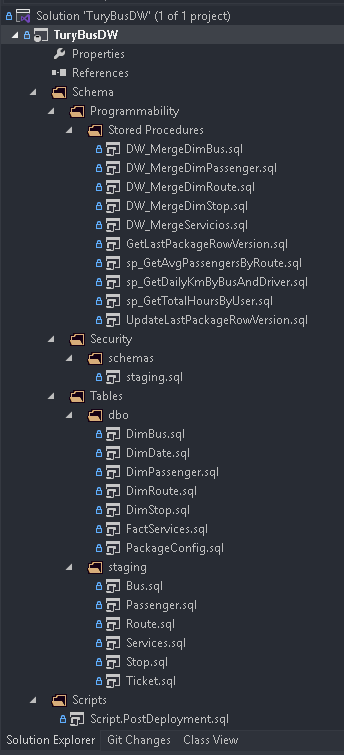 Solution "TuryBusDW" (1 of 1 project)
TuryBusDW
Properties
References
Schema
Programmability
Stored Procedures
DW_MergeDimBus.sql
DW_MergeDimPassenger.sql
DW_MergeDimRoute.sql
DW_MergeDimStop.sql
DW_MergeServicios.sql
GetLastPackageRowVersion.sql
sp_GetAvgPassengersByRoute.sql
sp_GetDailyKmByBusAndDriver.sql
sp_GetTotalHoursByUser.sql
UpdateLastPackageRowVersion.sql
Security
schemas
staging.sql
Tables
dbo
DimBus.sql
DimDate.sql
DimPassenger.sql
DimRoute.sql
DimStop.sql
FactServices.sql
PackageConfig.sql
staging
Bus.sql
Passenger.sql
Route.sql
Services.sql
Stop.sql
Ticket.sql
Scripts
Script.PostDeployment.sql
Solution Explorer Git Changes Class View